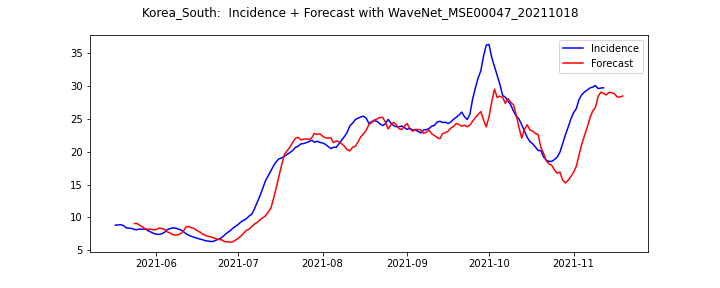 Korea_South:  Incidence + Forecast with WaveNet_MSE00047_20211018
Incidence
Forecast
35
30
25
20
15
10
5
2021-06 2021-07 2021-08 2021-09 2021-10 2021-11